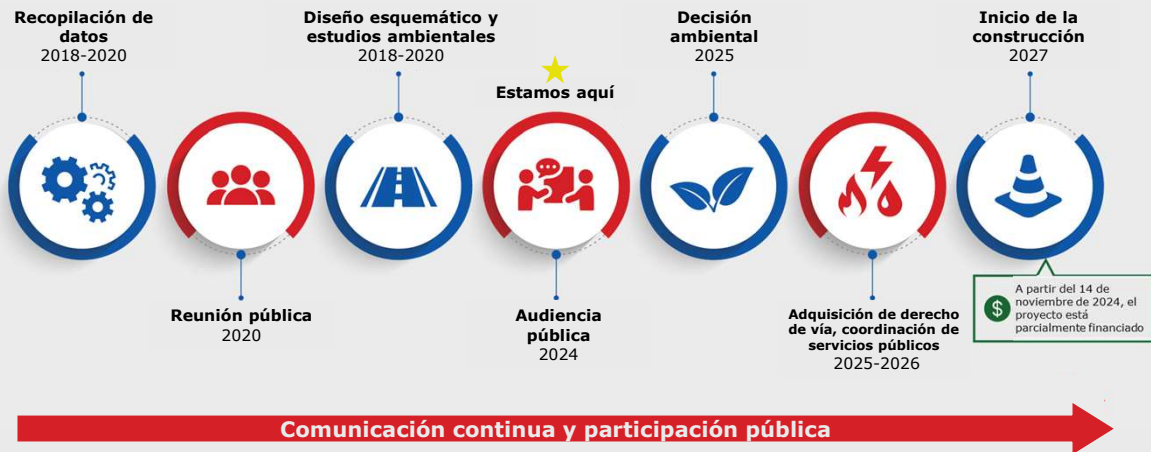 Recopilación de
datos
2018-2020
Diseño esquemático y
estudios ambientales
2018-2020
Estamos aquí
Decisión
ambiental
2025
Inicio de la
construcción
2027
Reunión pública
2020
Audiencia
pública
2024
Adquisición de derecho
de vía, coordinación de
servicios públicos
2025-2026
$
A partir del 14 de
noviembre de 2024, el
proyecto está
parcialmente financiado
Comunicación continua y participación pública